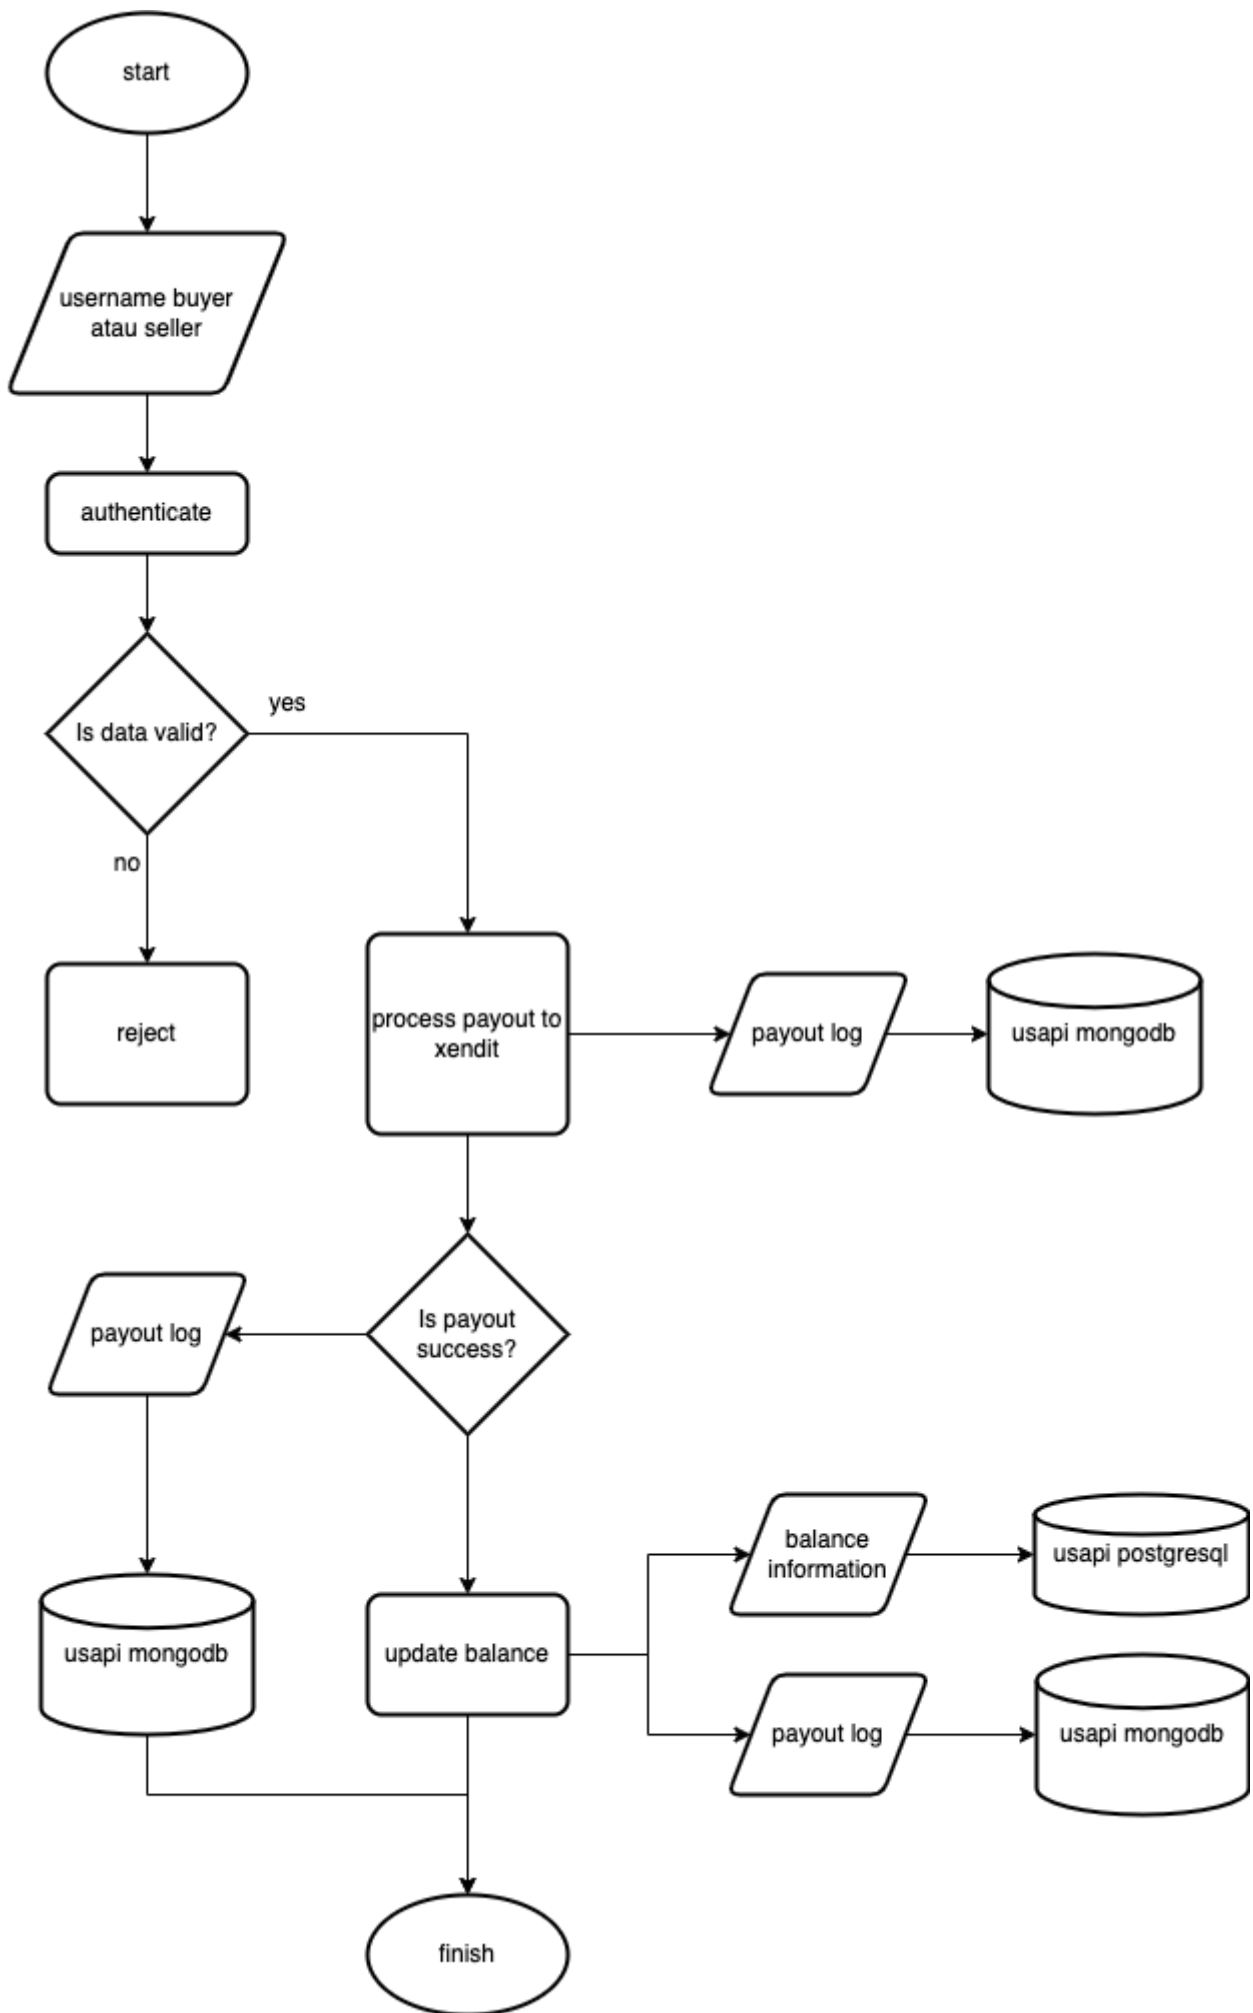 start
username buyer
atau seller
authenticate
Is data valid?
yes
no
reject
process payout to
xendit
payout log
usapi mongodb
Is payout
success?
payout log
usapi mongodb
update balance
balance
information
usapi postgresql
payout log
usapi mongodb
finish